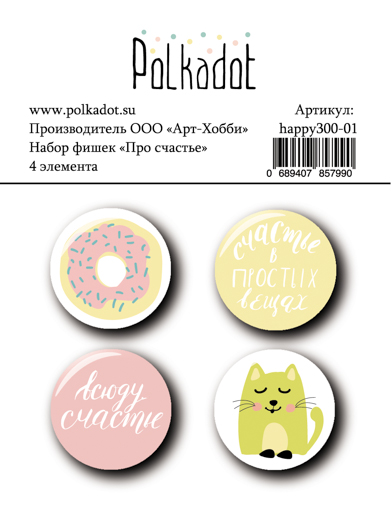 Polkadot
www.polkadot.su
Производитель ООО «Арт-Хобби»
Набор фишек «Про счастье»
4 элемента
Артикул:
happy300-01
0 689407 857990
счастье
в
простых
вещах
всюду
счастье